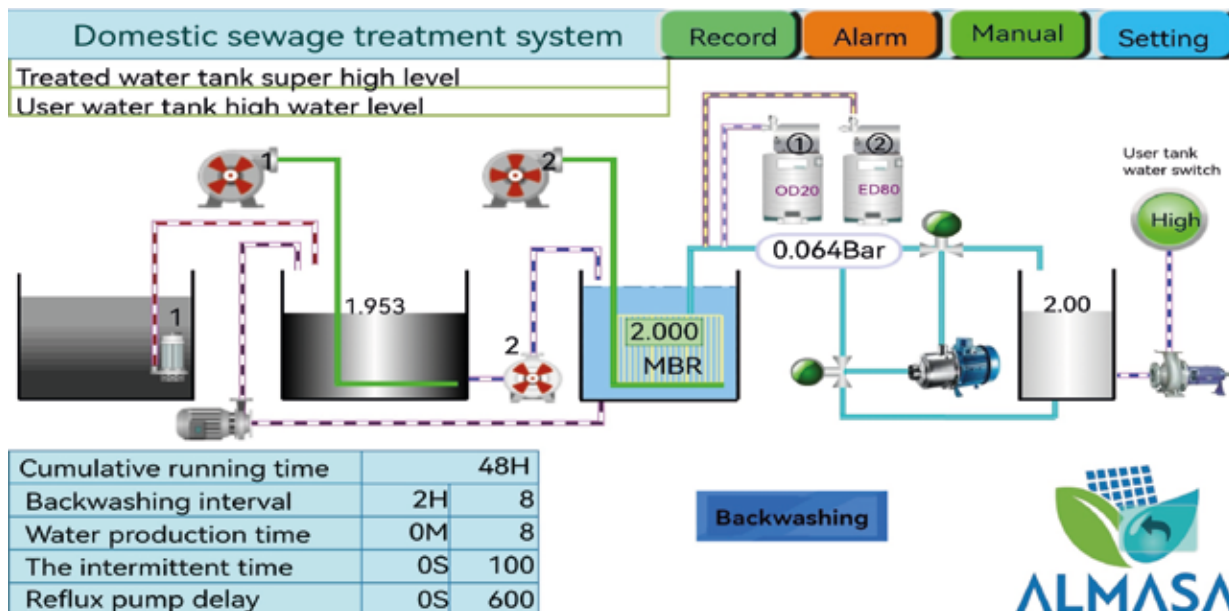 Domestic sewage treatment system
Record
Alarm
Manual
Setting
Treated water tank super high level
User water tank high water level
1
2
①
②
OD20
ED80
User tank
water switch
High
0.064Bar
1
1.953
2
2.000
MBR
2.00
Cumulative running time 48H
Backwashing interval 2H 8
Water production time 0M 8
The intermittent time 0S 100
Reflux pump delay 0S 600
Backwashing
ALMASA